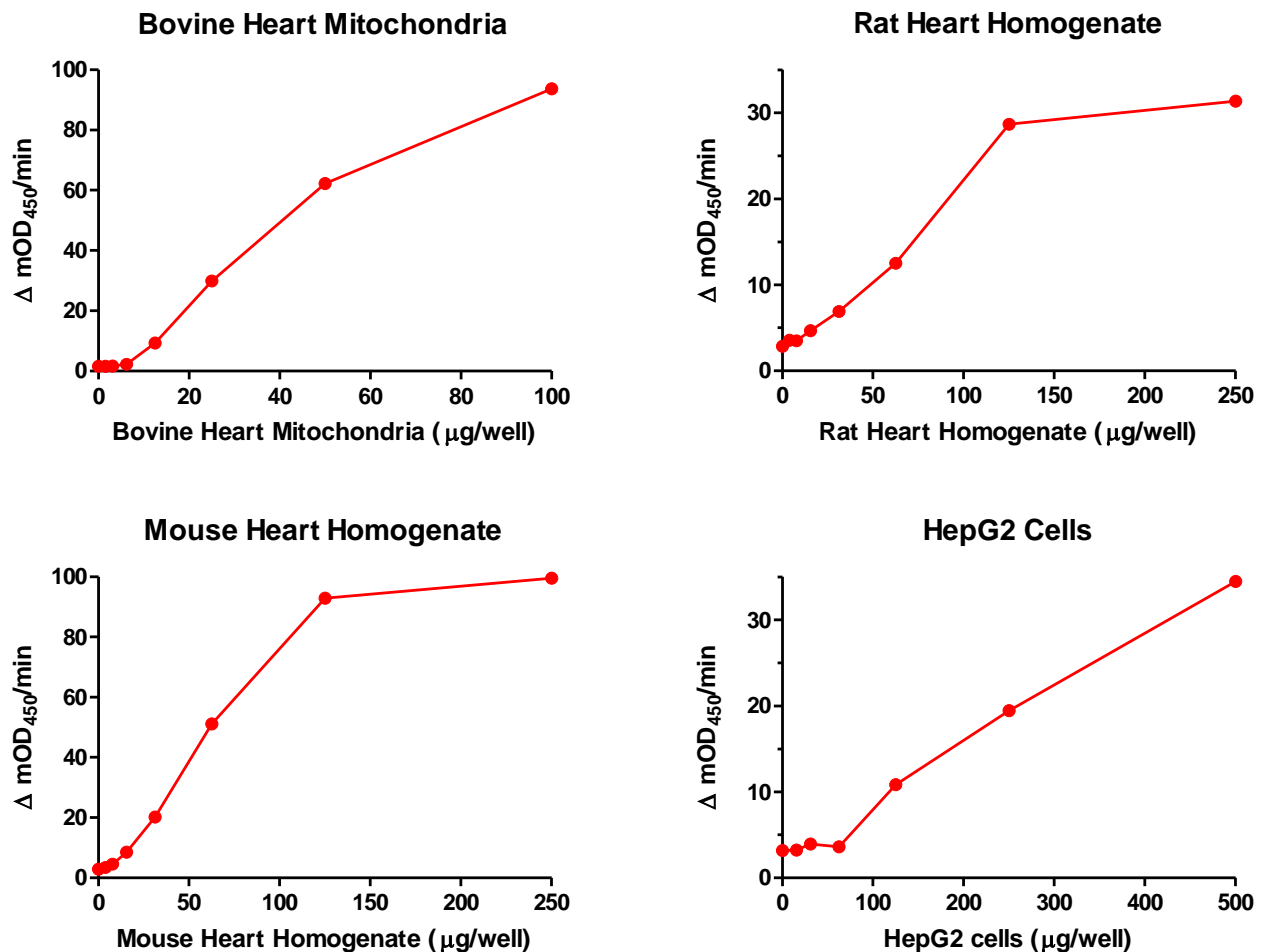 Bovine Heart Mitochondria
100
80
60
40
20
0
Δ mOD450/min
0 20 40 60 80 100
Bovine Heart Mitochondria ( μg/well)
Rat Heart Homogenate
30
20
10
0
Δ mOD450/min
0 50 100 150 200 250
Rat Heart Homogenate ( μg/well)
Mouse Heart Homogenate
100
80
60
40
20
0
Δ mOD450/min
0 50 100 150 200 250
Mouse Heart Homogenate ( μg/well)
HepG2 Cells
30
20
10
0
Δ mOD450/min
0 100 200 300 400 500
HepG2 cells ( μg/well)